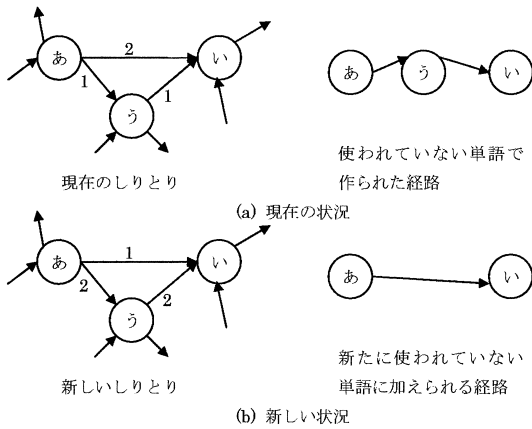 あ
2
い
1
1
う
現在のしりとり
あ
う
い
使われていない単語で
作られた経路
(a) 現在の状況
あ
1
い
2
2
う
新しいしりとり
あ
い
新たに使われていない
単語に加えられる経路
(b) 新しい状況